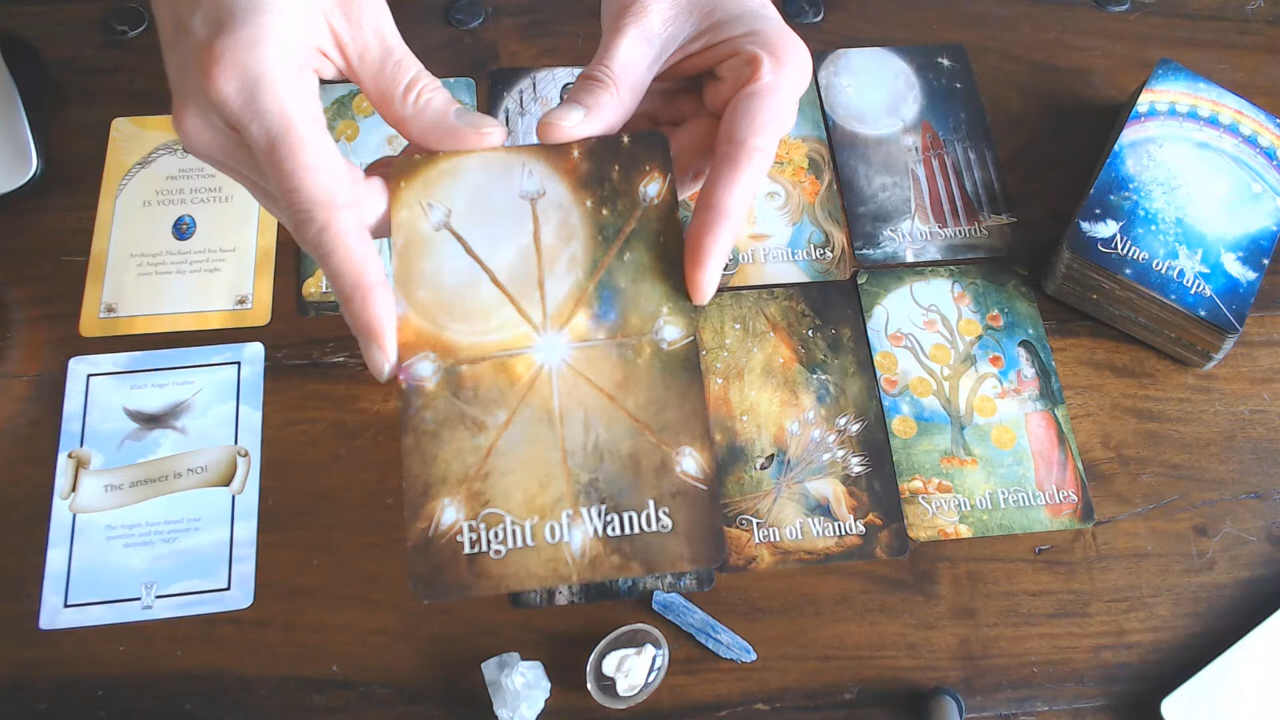 HOUSE
PROTECTION
YOUR HOME
IS YOUR CASTLE!
Archangel Michael and his band
of Angels stand guard over
your home day and night.
Black Angel Feather
The answer is NO!
The Angels have heard your
question and the answer is
definitely "NO!"
Eight of Wands
of Pentacles
Six of Swords
Ten of Wands
Seven of Pentacles
Nine of Cups